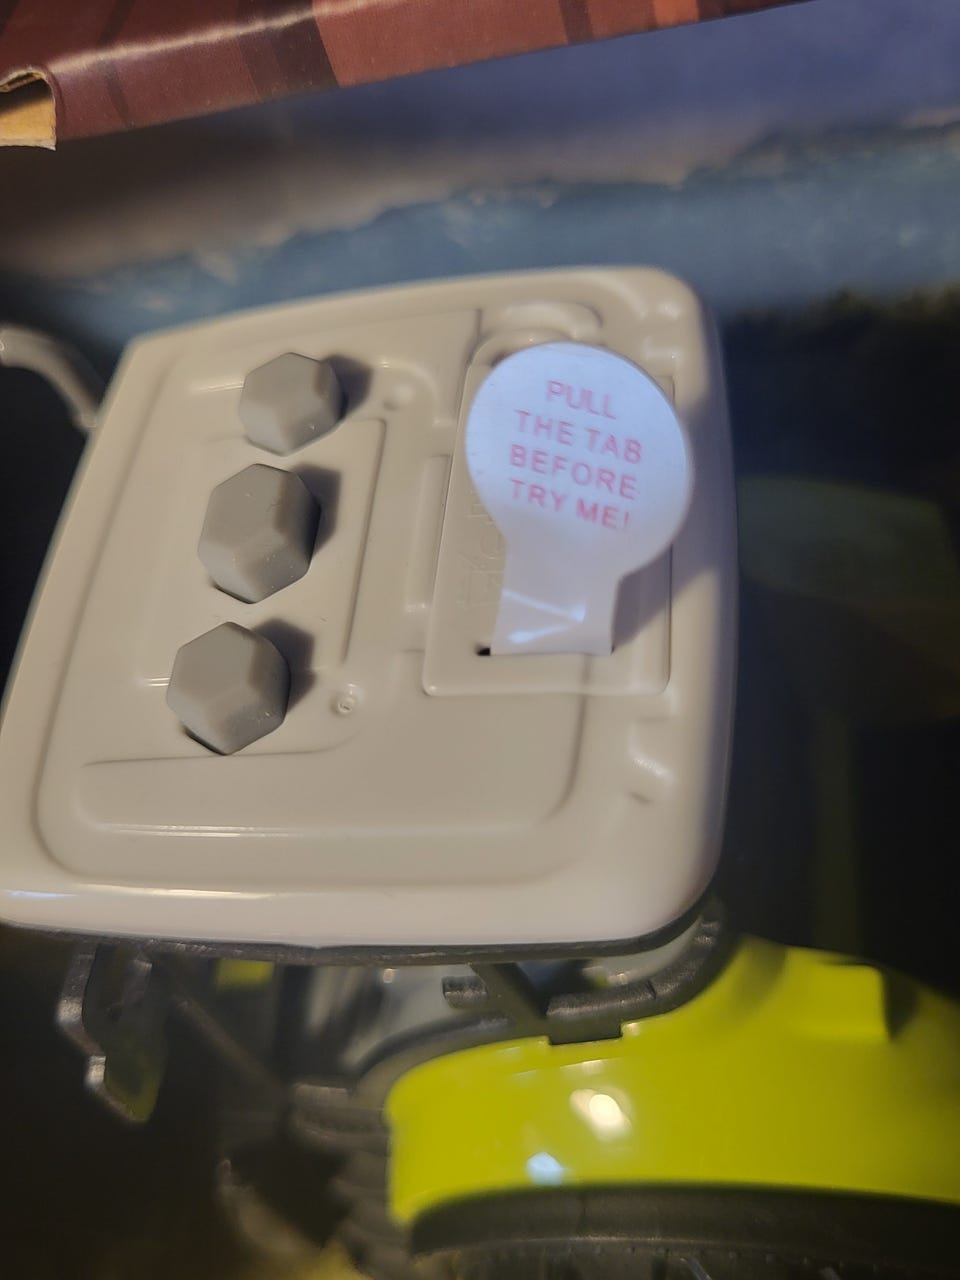 PULL
THE TAB
BEFORE
TRY ME!